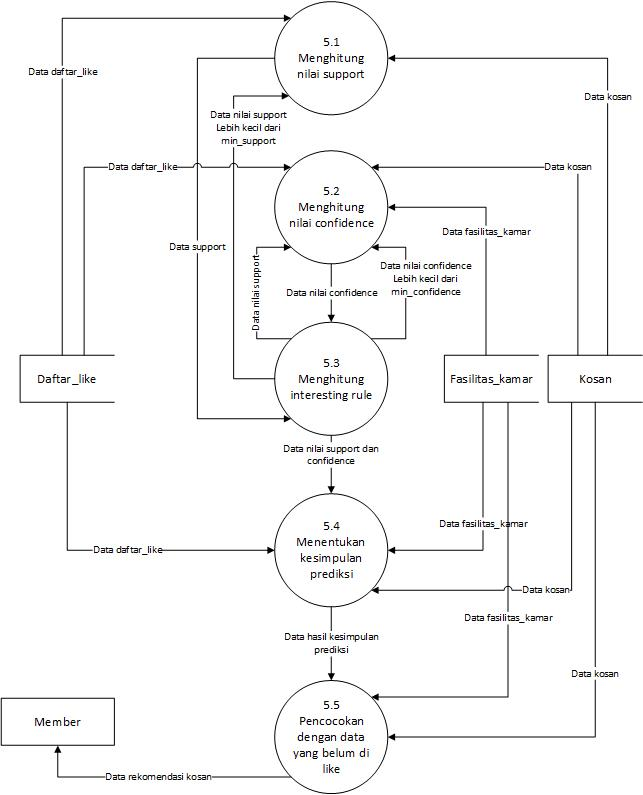 5.1
Menghitung
nilai support
Data daftar_like
Data kosan
Data nilai support
Lebih kecil dari
min_support
Data daftar_like
Data kosan
5.2
Menghitung
nilai confidence
Data fasilitas_kamar
Data support
Data nilai support
Data nilai confidence
Data nilai confidence
Lebih kecil dari
min_confidence
5.3
Menghitung
interesting rule
Daftar_like
Fasilitas_kamar
Kosan
Data nilai support dan
confidence
5.4
Menentukan
kesimpulan
prediksi
Data fasilitas_kamar
Data daftar_like
Data kosan
Data fasilitas_kamar
Data hasil kesimpulan
prediksi
Data kosan
5.5
Pencocokan
dengan data
yang belum di
like
Member
Data rekomendasi kosan